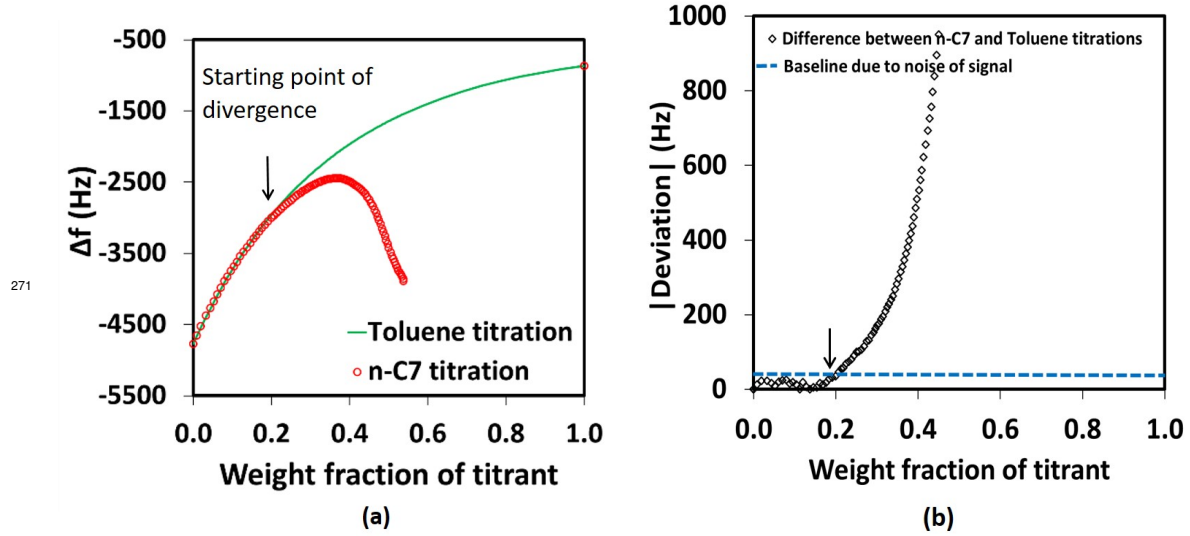 271
-500
-1500
-2500
-3500
-4500
-5500
Δf (Hz)
Starting point of
divergence
Toluene titration
n-C7 titration
0.0 0.2 0.4 0.6 0.8 1.0
Weight fraction of titrant
(a)
1000
800
600
400
200
0
|Deviation| (Hz)
Difference between n-C7 and Toluene titrations
Baseline due to noise of signal
0.0 0.2 0.4 0.6 0.8 1.0
Weight fraction of titrant
(b)